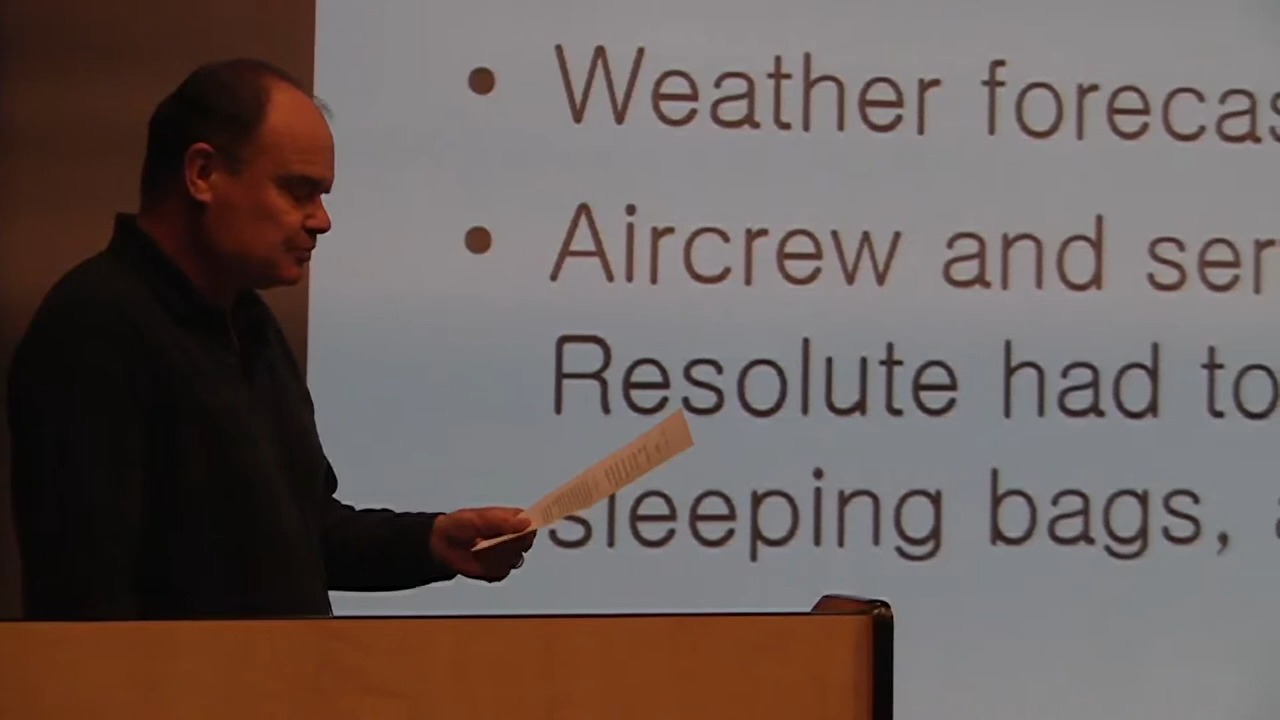 • Weather forecas
• Aircrew and ser
Resolute had to
sleeping bags,